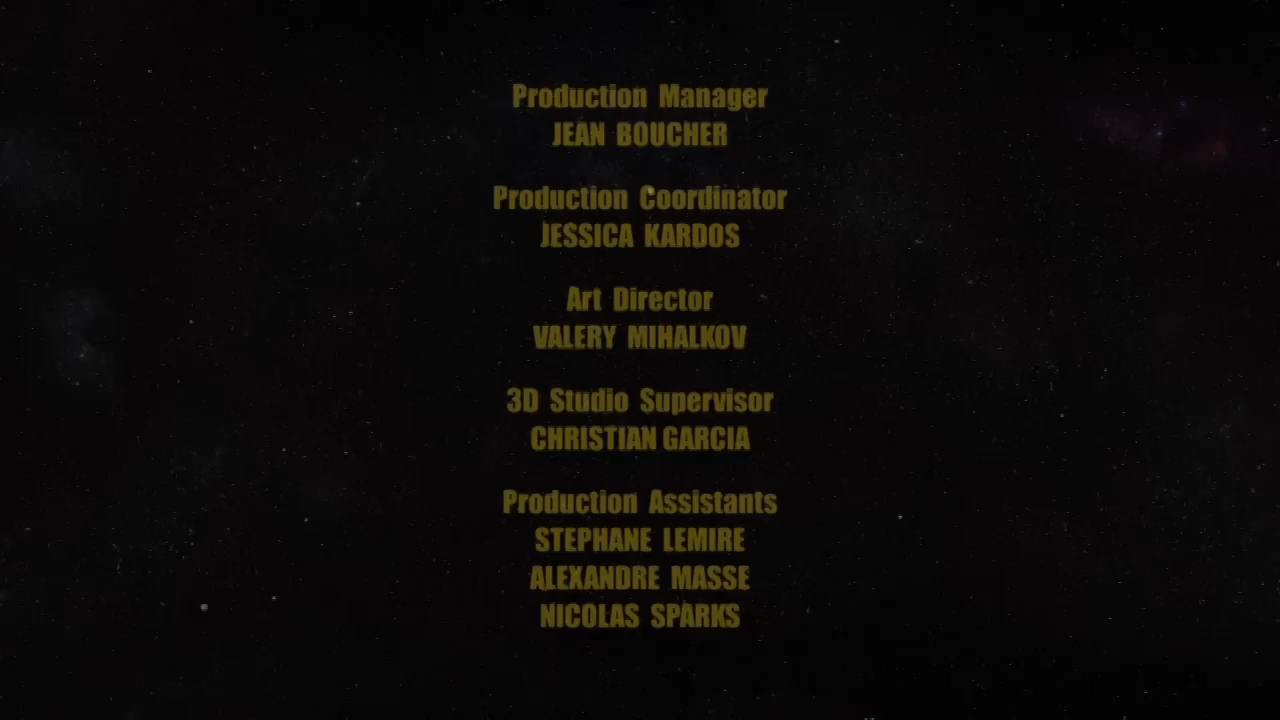 Production Manager
JEAN BOUCHER
Production Coordinator
JESSICA KARDOS
Art Director
VALERY MIHALKOV
3D Studio Supervisor
CHRISTIAN GARCIA
Production Assistants
STEPHANE LEMIRE
ALEXANDRE MASSE
NICOLAS SPARKS